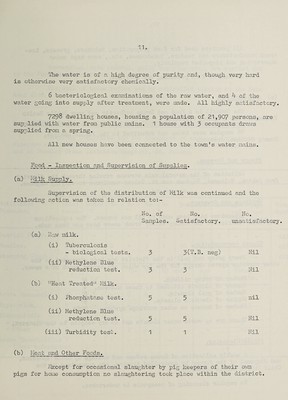 11.
The water is of a high degree of purity and, though very hard
is otherwise very satisfactory chemically.
6 bacteriological examinations of the raw water, and 4 of the
water going into supply after treatment, were made. All highly satisfactory.
7298 dwelling houses, housing a population of 21,907 persons, are
supplied with water from public mains. 1 house with 3 occupants draws
supplied from a spring.
All new houses have been connected to the town's water mains.
Food - Inspection and Supervision of Supplies.
(a) Milk Supply.
Supervision of the distribution of Milk was continued and the
following action was taken in relation to:-
No. of No. No.
Samples. Satisfactory. unsatisfactory.
(a) Raw milk.
(i) Tuberculosis
- biological tests. 3 3(T.B. neg) Nil
(ii) Methylene Blue
reduction test. 3 3 Nil
(b) "Heat Treated" Milk.
(i) Phosphatase test. 5 5 nil
(ii) Methylene Blue
reduction test. 5 5 Nil
(iii) Turbidity test. 1 1 Nil
(b) Meat and Other Foods.
Except for occasional slaughter by pig keepers of their own
pigs for home consumption no slaughtering took place within the district.